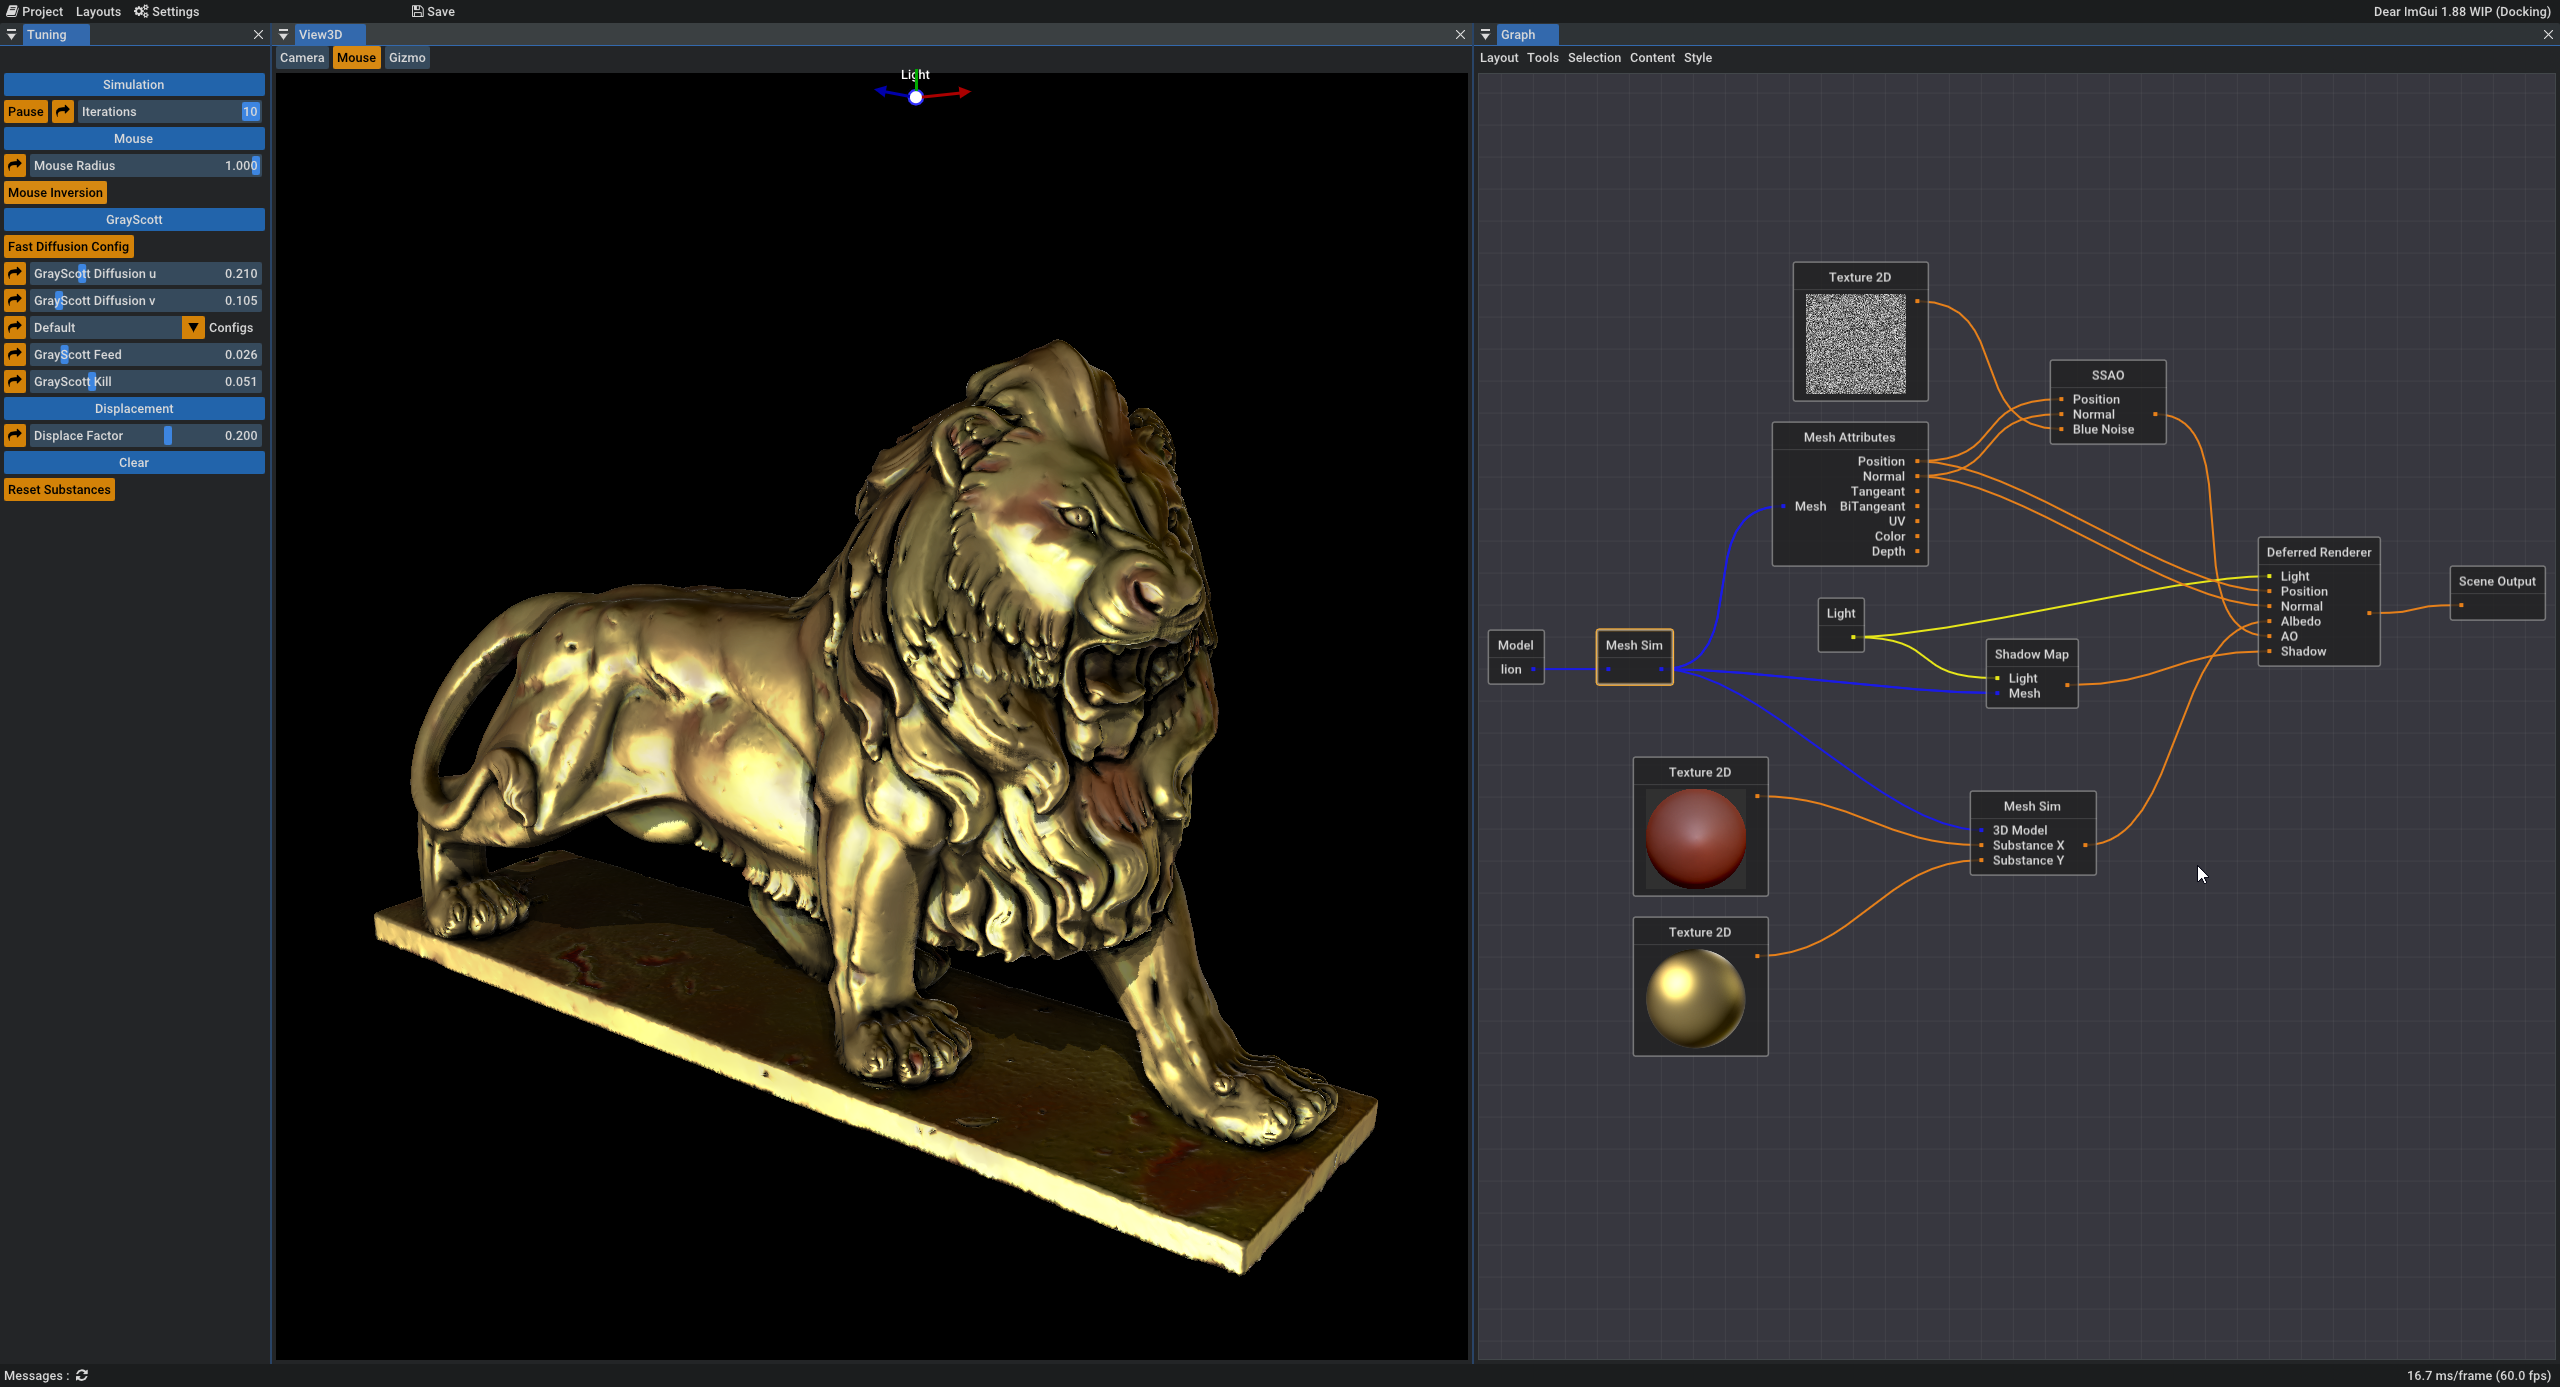 Project Layouts Settings Save Dear ImGui 1.88 WIP (Docking)
Tuning
Simulation
Pause Iterations 10
Mouse
Mouse Radius 1.000
Mouse Inversion
GrayScott
Fast Diffusion Config
GrayScott Diffusion u 0.210
GrayScott Diffusion v 0.105
Default Configs
GrayScott Feed 0.026
GrayScott Kill 0.051
Displacement
Displace Factor 0.200
Clear
Reset Substances
View3D
Camera Mouse Gizmo
Light
Graph
Layout Tools Selection Content Style
Texture 2D
SSAO
Position
Normal
Blue Noise
Mesh Attributes
Position
Normal
Tangeant
Mesh BiTangeant
UV
Color
Depth
Deferred Renderer
Light
Position
Normal
Albedo
AO
Shadow
Scene Output
Light
Model
lion
Mesh Sim
Shadow Map
Light
Mesh
Texture 2D
Mesh Sim
3D Model
Substance X
Substance Y
Texture 2D
Messages : 16.7 ms/frame (60.0 fps)